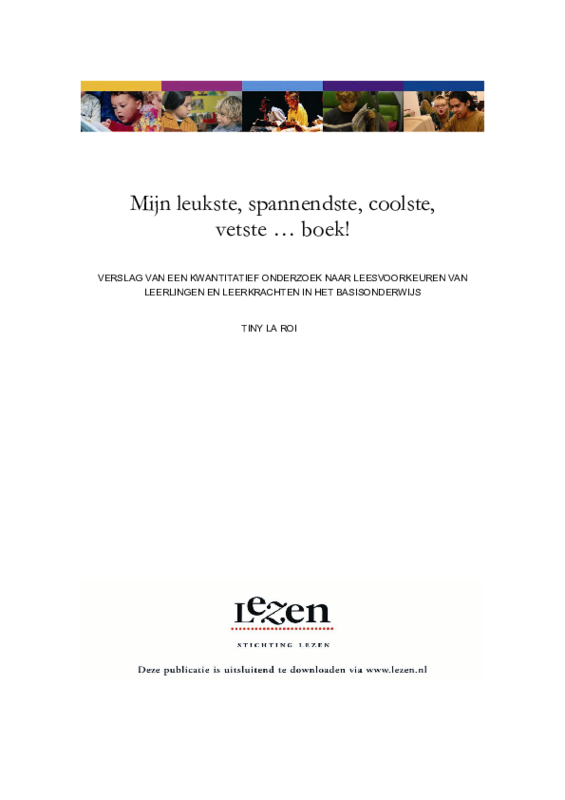 Mijn leukste, spannendste, coolste,
vetste … boek!
VERSLAG VAN EEN KWANTITATIEF ONDERZOEK NAAR LEESVOORKEUREN VAN
LEERLINGEN EN LEERKRACHTEN IN HET BASISONDERWIJS
TINY LA ROI
Lezen
STICHTING LEZEN
Deze publicatie is uitsluitend te downloaden via www.lezen.nl